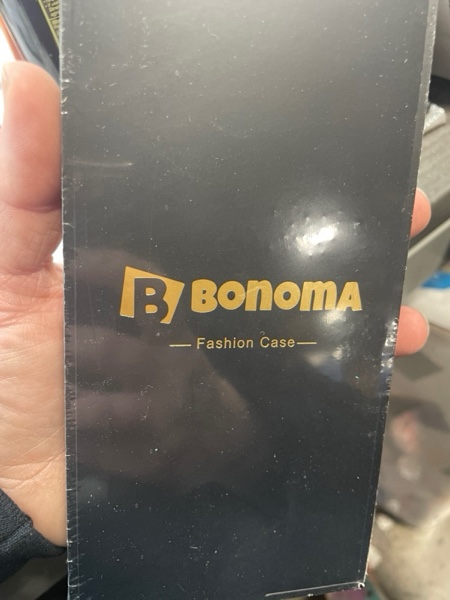 B BONOMA
— Fashion Case —